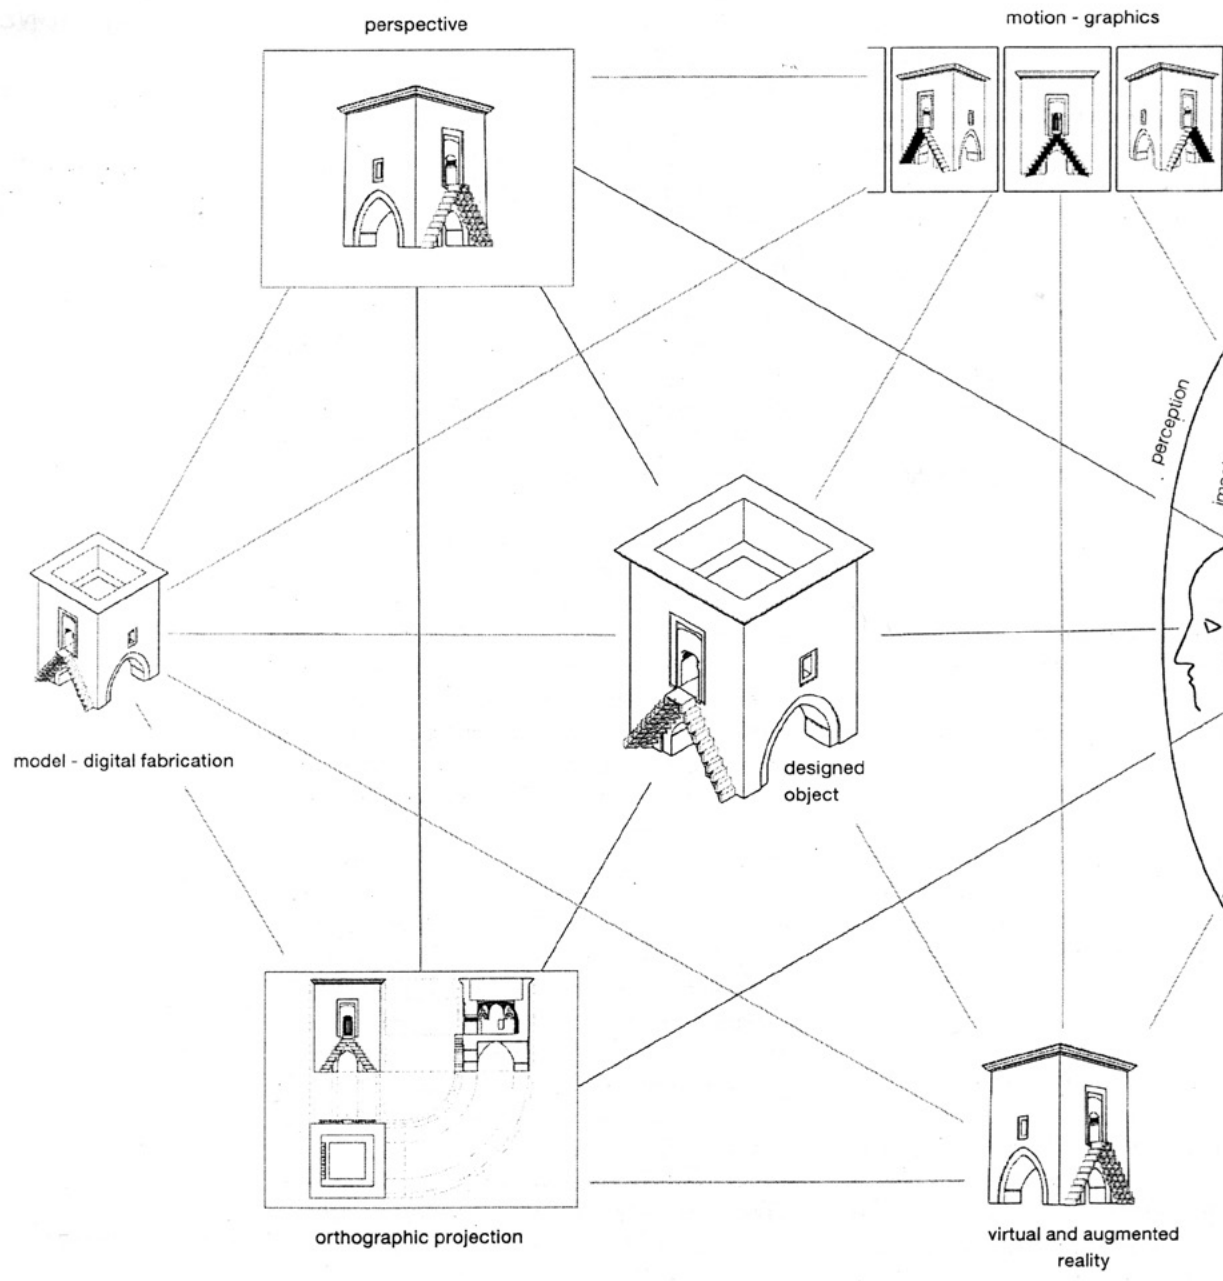 perspective
motion - graphics
perception
model - digital fabrication
designed
object
orthographic projection
virtual and augmented
reality